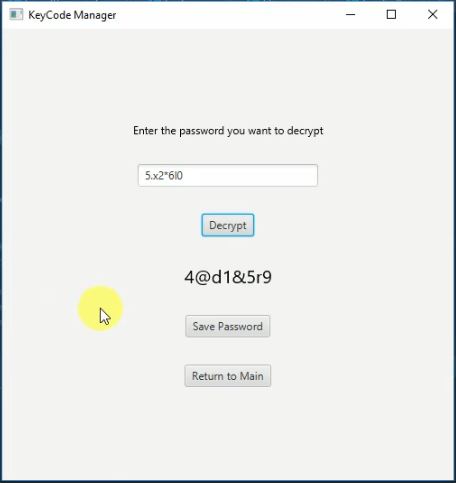 KeyCode Manager
Enter the password you want to decrypt
5.x2*6l0
Decrypt
4@d1&5r9
Save Password
Return to Main